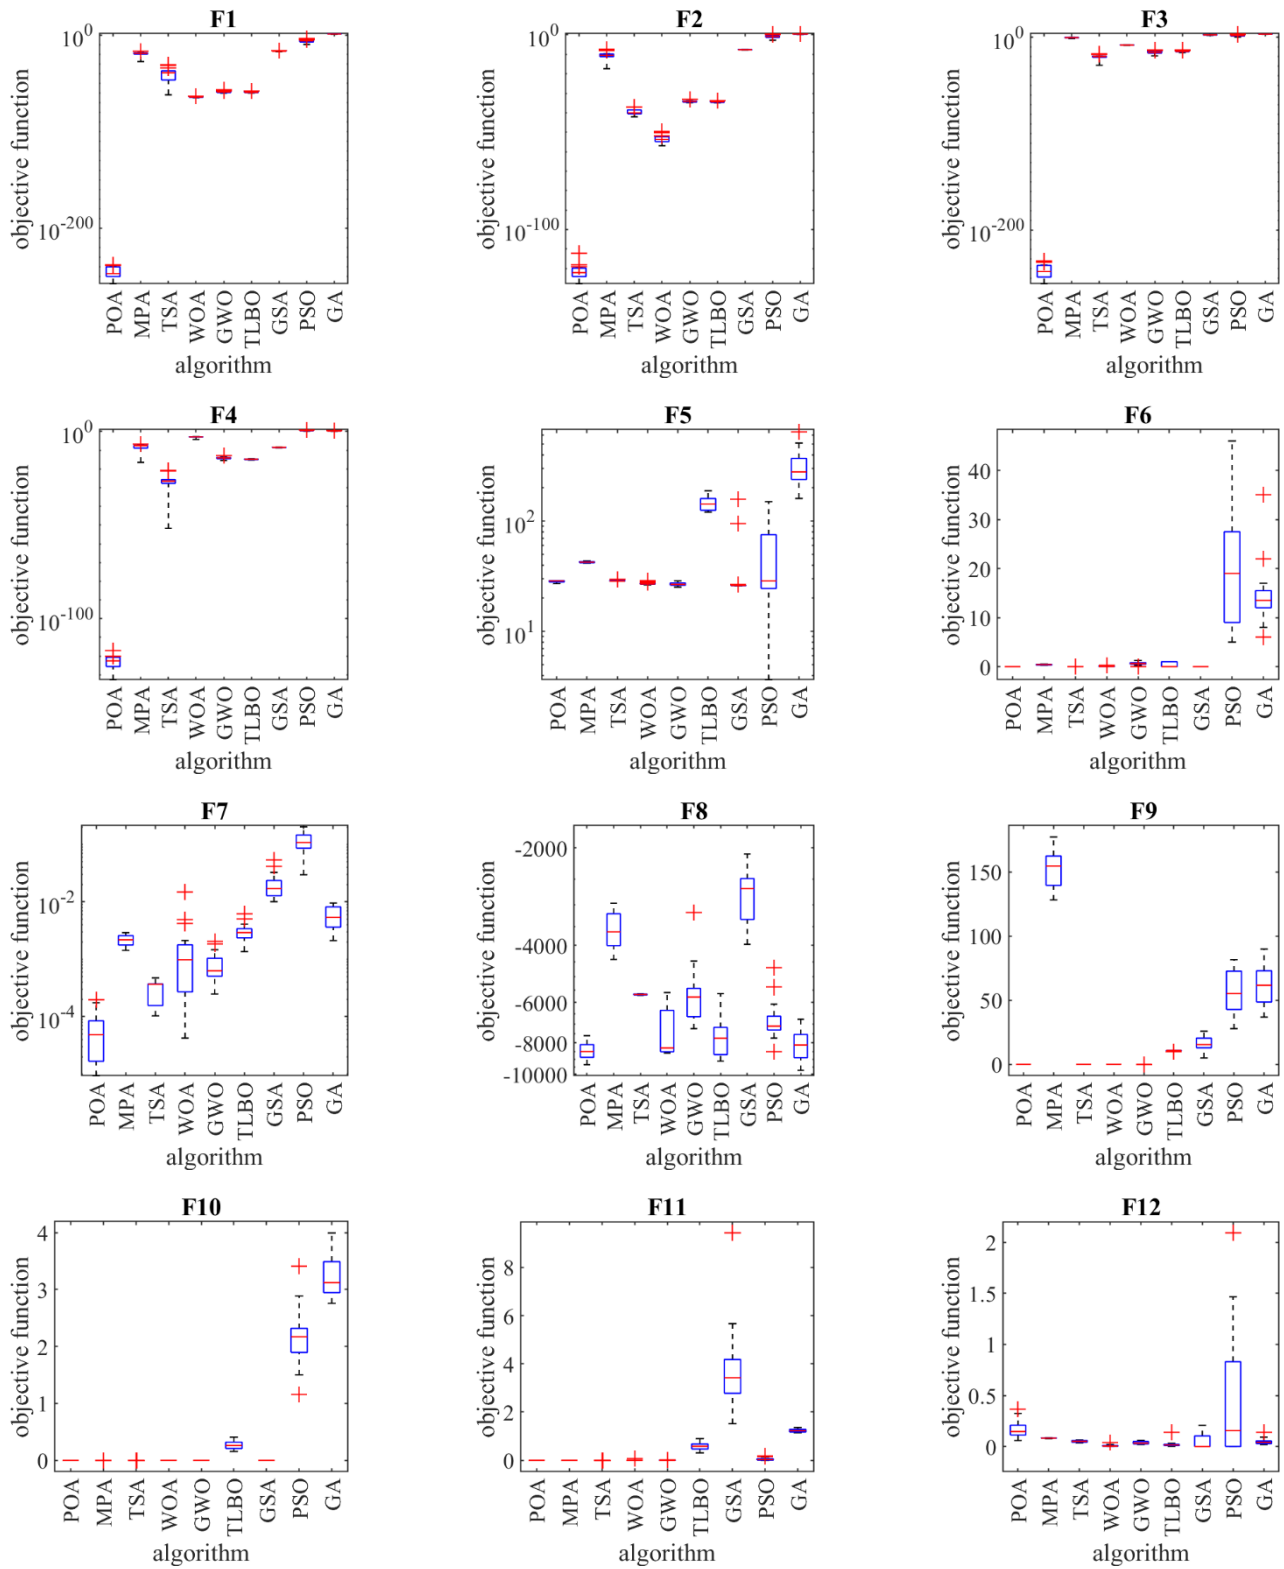 F1
objective function
10^0
10^-200
POA MPA TSA WOA GWO TLBO GSA PSO GA
algorithm
F2
objective function
10^0
10^-100
POA MPA TSA WOA GWO TLBO GSA PSO GA
algorithm
F3
objective function
10^0
10^-200
POA MPA TSA WOA GWO TLBO GSA PSO GA
algorithm
F4
objective function
10^0
10^-100
POA MPA TSA WOA GWO TLBO GSA PSO GA
algorithm
F5
objective function
10^2
10^1
POA MPA TSA WOA GWO TLBO GSA PSO GA
algorithm
F6
objective function
40
30
20
10
0
POA MPA TSA WOA GWO TLBO GSA PSO GA
algorithm
F7
objective function
10^-2
10^-4
POA MPA TSA WOA GWO TLBO GSA PSO GA
algorithm
F8
objective function
-2000
-4000
-6000
-8000
-10000
POA MPA TSA WOA GWO TLBO GSA PSO GA
algorithm
F9
objective function
150
100
50
0
POA MPA TSA WOA GWO TLBO GSA PSO GA
algorithm
F10
objective function
4
3
2
1
0
POA MPA TSA WOA GWO TLBO GSA PSO GA
algorithm
F11
objective function
8
6
4
2
0
POA MPA TSA WOA GWO TLBO GSA PSO GA
algorithm
F12
objective function
2
1.5
1
0.5
0
POA MPA TSA WOA GWO TLBO GSA PSO GA
algorithm